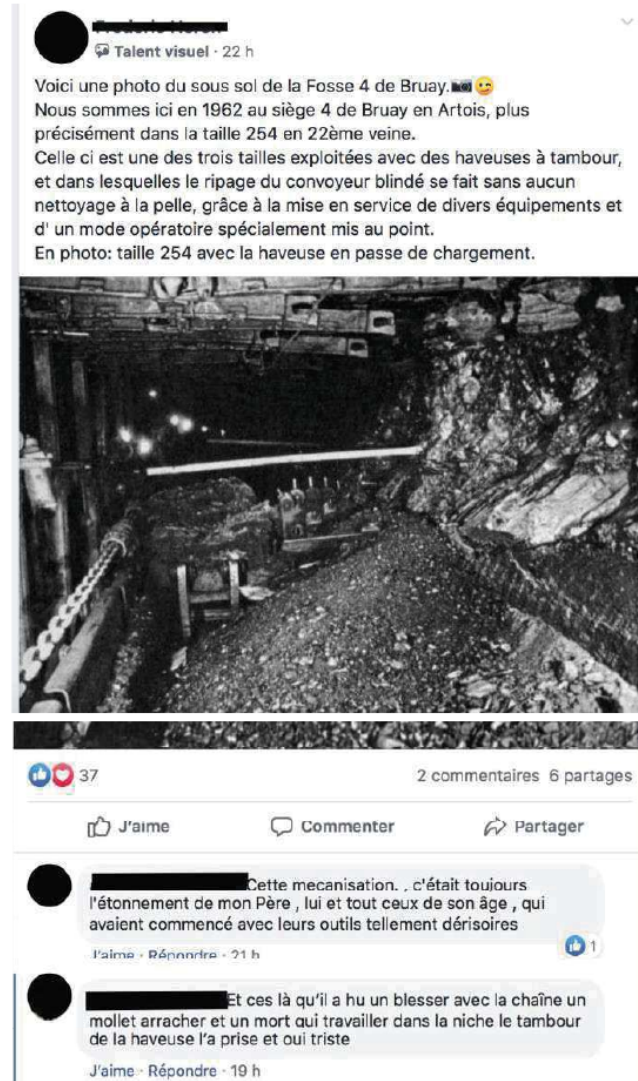 Talent visuel · 22 h
Voici une photo du sous sol de la Fosse 4 de Bruay.📷😉
Nous sommes ici en 1962 au siège 4 de Bruay en Artois, plus
précisément dans la taille 254 en 22ème veine.
Celle ci est une des trois tailles exploitées avec des haveuses à tambour,
et dans lesquelles le ripage du convoyeur blindé se fait sans aucun
nettoyage à la pelle, grâce à la mise en service de divers équipements et
d' un mode opératoire spécialement mis au point.
En photo: taille 254 avec la haveuse en passe de chargement.
37
2 commentaires 6 partages
J'aime
Commenter
Partager
Cette mecanisation. , c'était toujours
l'étonnement de mon Père , lui et tout ceux de son âge , qui
avaient commencé avec leurs outils tellement dérisoires
1
J'aime · Répondre · 21 h
Et ces là qu'il a hu un blesser avec la chaîne un
mollet arracher et un mort qui travailler dans la niche le tambour
de la haveuse l'a prise et oui triste
J'aime · Répondre · 19 h